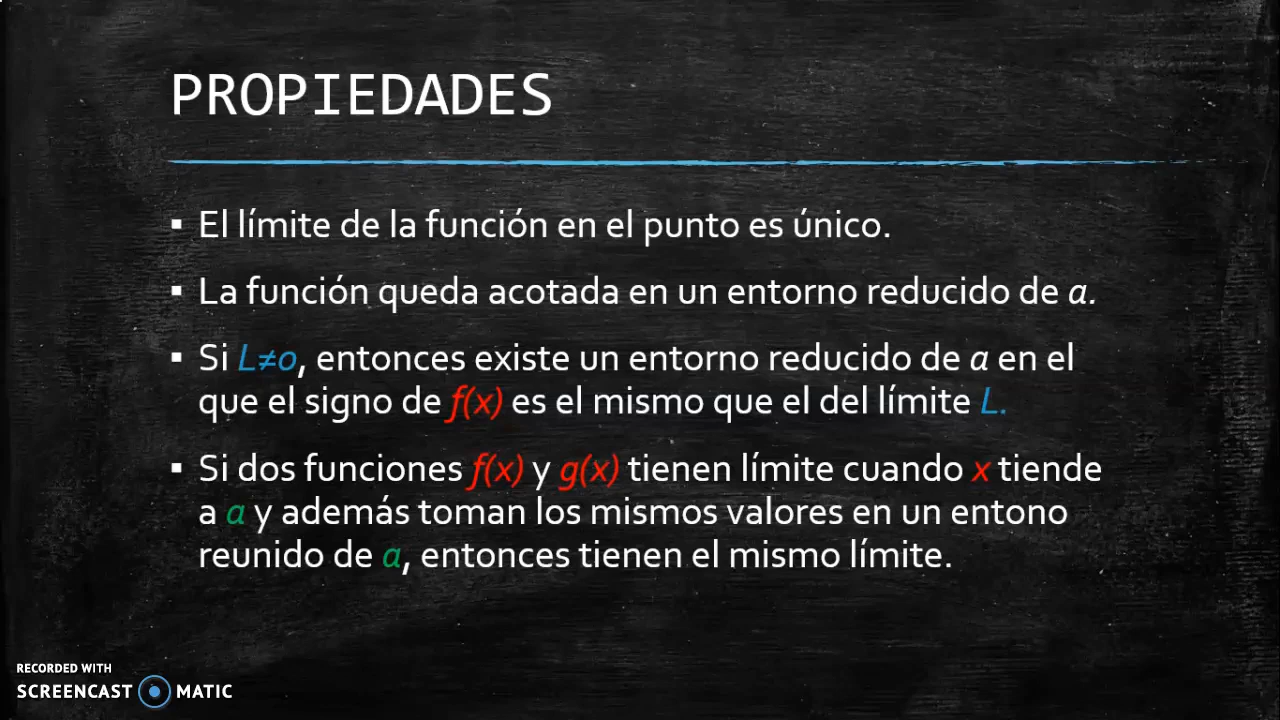 PROPIEDADES
▪ El límite de la función en el punto es único.
▪ La función queda acotada en un entorno reducido de a.
▪ Si L≠0, entonces existe un entorno reducido de a en el
que el signo de f(x) es el mismo que el del límite L.
▪ Si dos funciones f(x) y g(x) tienen límite cuando x tiende
a a y además toman los mismos valores en un entono
reunido de a, entonces tienen el mismo límite.
RECORDED WITH
SCREENCAST MATIC